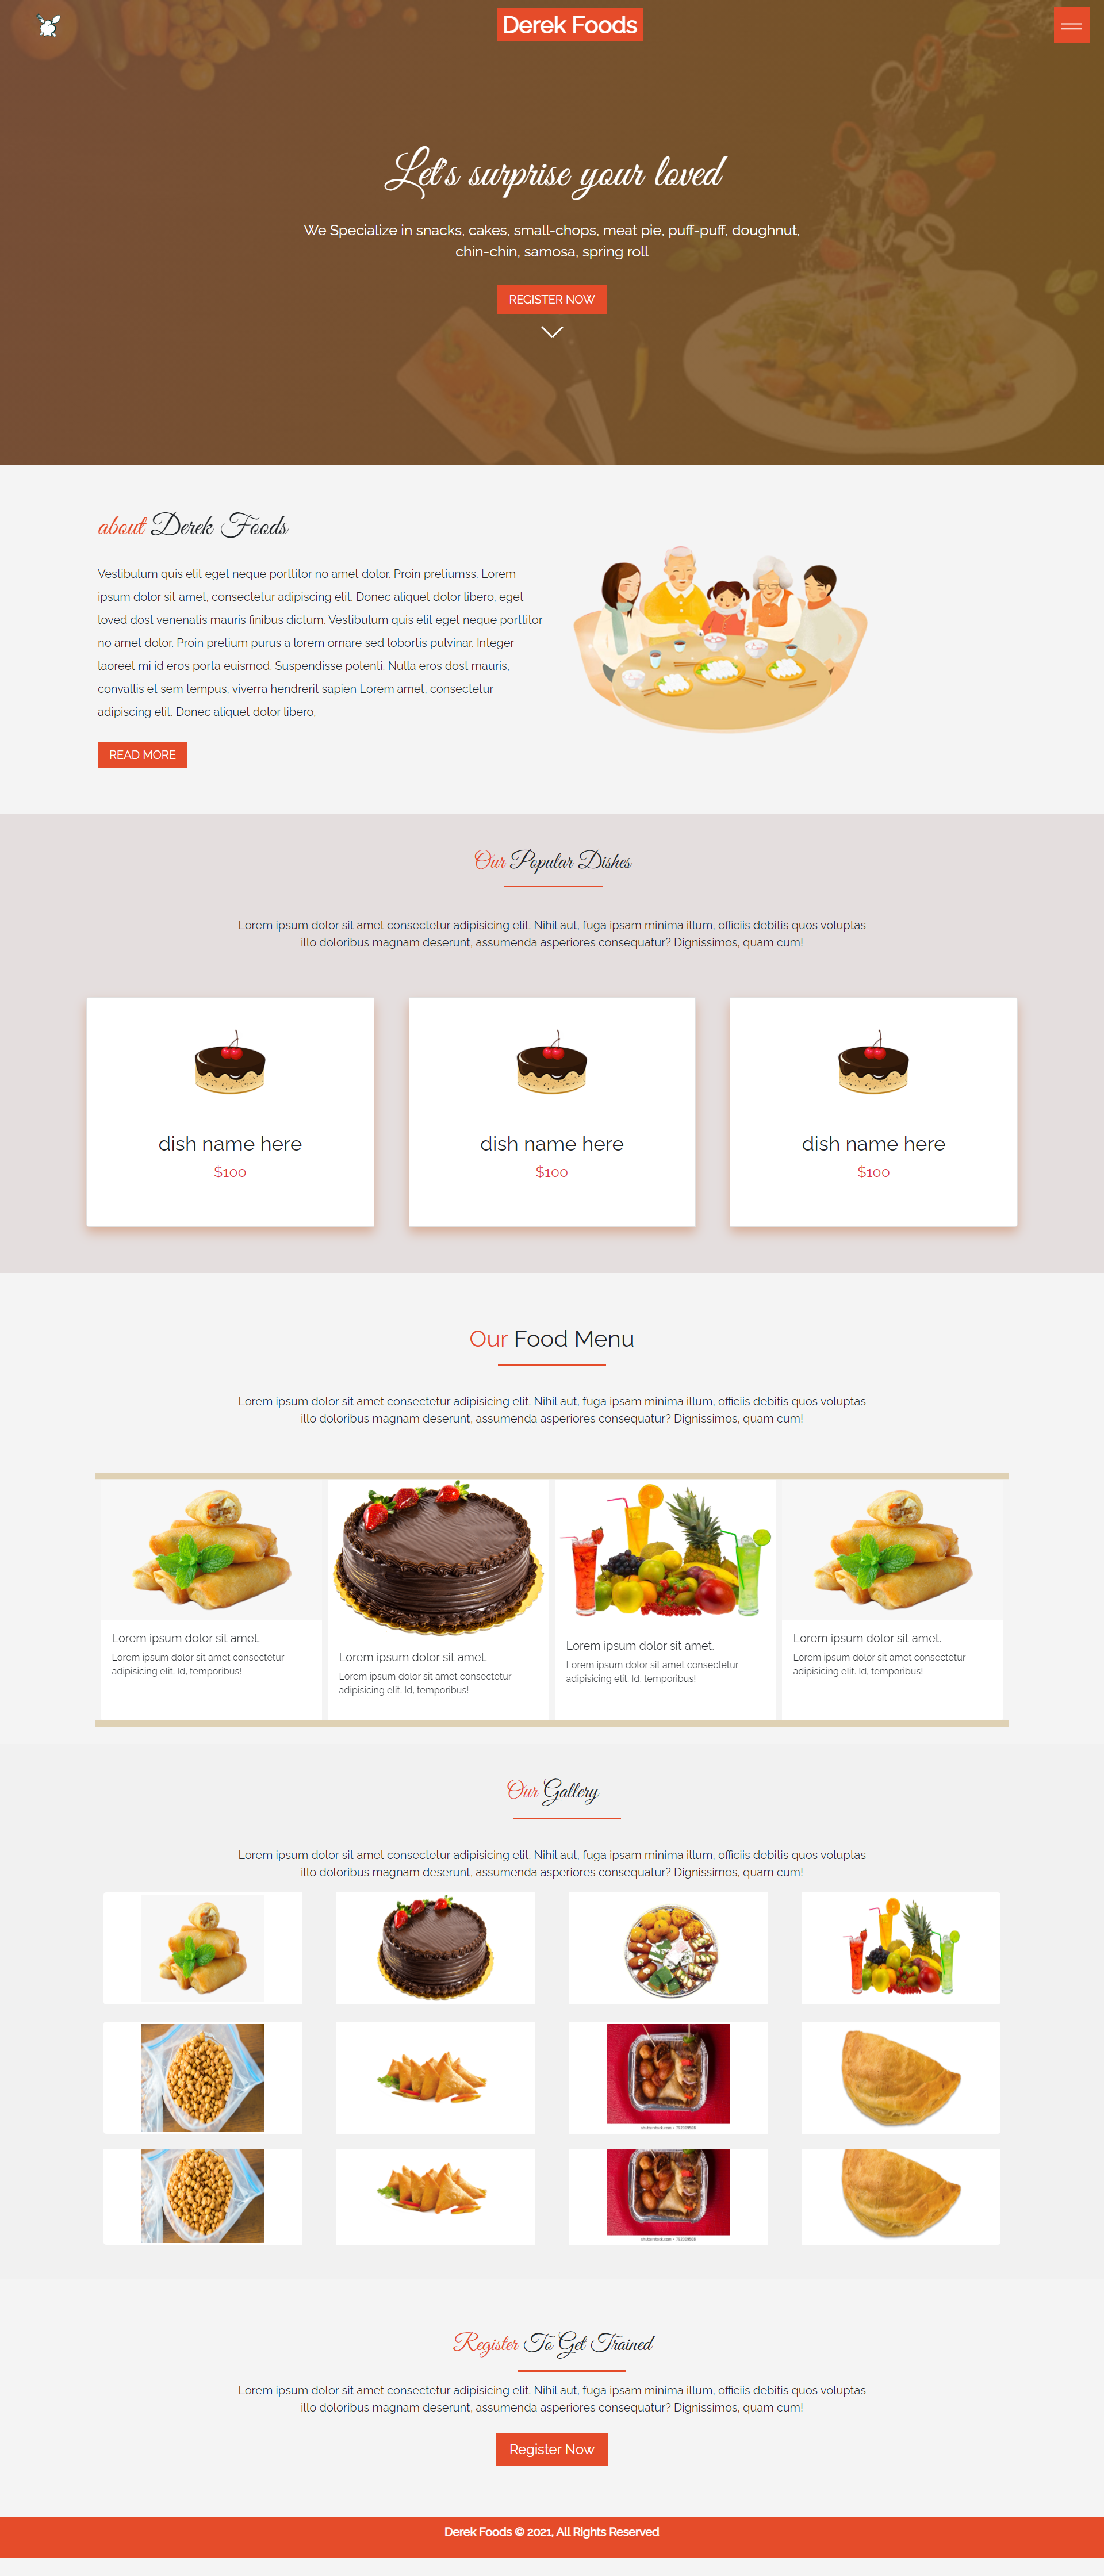 Derek Foods
Let's surprise your loved
We Specialize in snacks, cakes, small-chops, meat pie, puff-puff, doughnut,
chin-chin, samosa, spring roll
REGISTER NOW
about Derek Foods
Vestibulum quis elit eget neque porttitor no amet dolor. Proin pretiumss. Lorem
ipsum dolor sit amet, consectetur adipiscing elit. Donec aliquet dolor libero, eget
loved dost venenatis mauris finibus dictum. Vestibulum quis elit eget neque porttitor
no amet dolor. Proin pretium purus a lorem ornare sed lobortis pulvinar. Integer
laoreet mi id eros porta euismod. Suspendisse potenti. Nulla eros dost mauris,
convallis et sem tempus, viverra hendrerit sapien Lorem amet, consectetur
adipiscing elit. Donec aliquet dolor libero,
READ MORE
Our Popular Dishes
Lorem ipsum dolor sit amet consectetur adipisicing elit. Nihil aut, fuga ipsam minima illum, officiis debitis quos voluptas
illo doloribus magnam deserunt, assumenda asperiores consequatur? Dignissimos, quam cum!
dish name here
$100
dish name here
$100
dish name here
$100
Our Food Menu
Lorem ipsum dolor sit amet consectetur adipisicing elit. Nihil aut, fuga ipsam minima illum, officiis debitis quos voluptas
illo doloribus magnam deserunt, assumenda asperiores consequatur? Dignissimos, quam cum!
Lorem ipsum dolor sit amet.
Lorem ipsum dolor sit amet consectetur
adipisicing elit. Id, temporibus!
Lorem ipsum dolor sit amet.
Lorem ipsum dolor sit amet consectetur
adipisicing elit. Id, temporibus!
Lorem ipsum dolor sit amet.
Lorem ipsum dolor sit amet consectetur
adipisicing elit. Id, temporibus!
Lorem ipsum dolor sit amet.
Lorem ipsum dolor sit amet consectetur
adipisicing elit. Id, temporibus!
Our Gallery
Lorem ipsum dolor sit amet consectetur adipisicing elit. Nihil aut, fuga ipsam minima illum, officiis debitis quos voluptas
illo doloribus magnam deserunt, assumenda asperiores consequatur? Dignissimos, quam cum!
Register To Get Trained
Lorem ipsum dolor sit amet consectetur adipisicing elit. Nihil aut, fuga ipsam minima illum, officiis debitis quos voluptas
illo doloribus magnam deserunt, assumenda asperiores consequatur? Dignissimos, quam cum!
Register Now
Derek Foods © 2021, All Rights Reserved